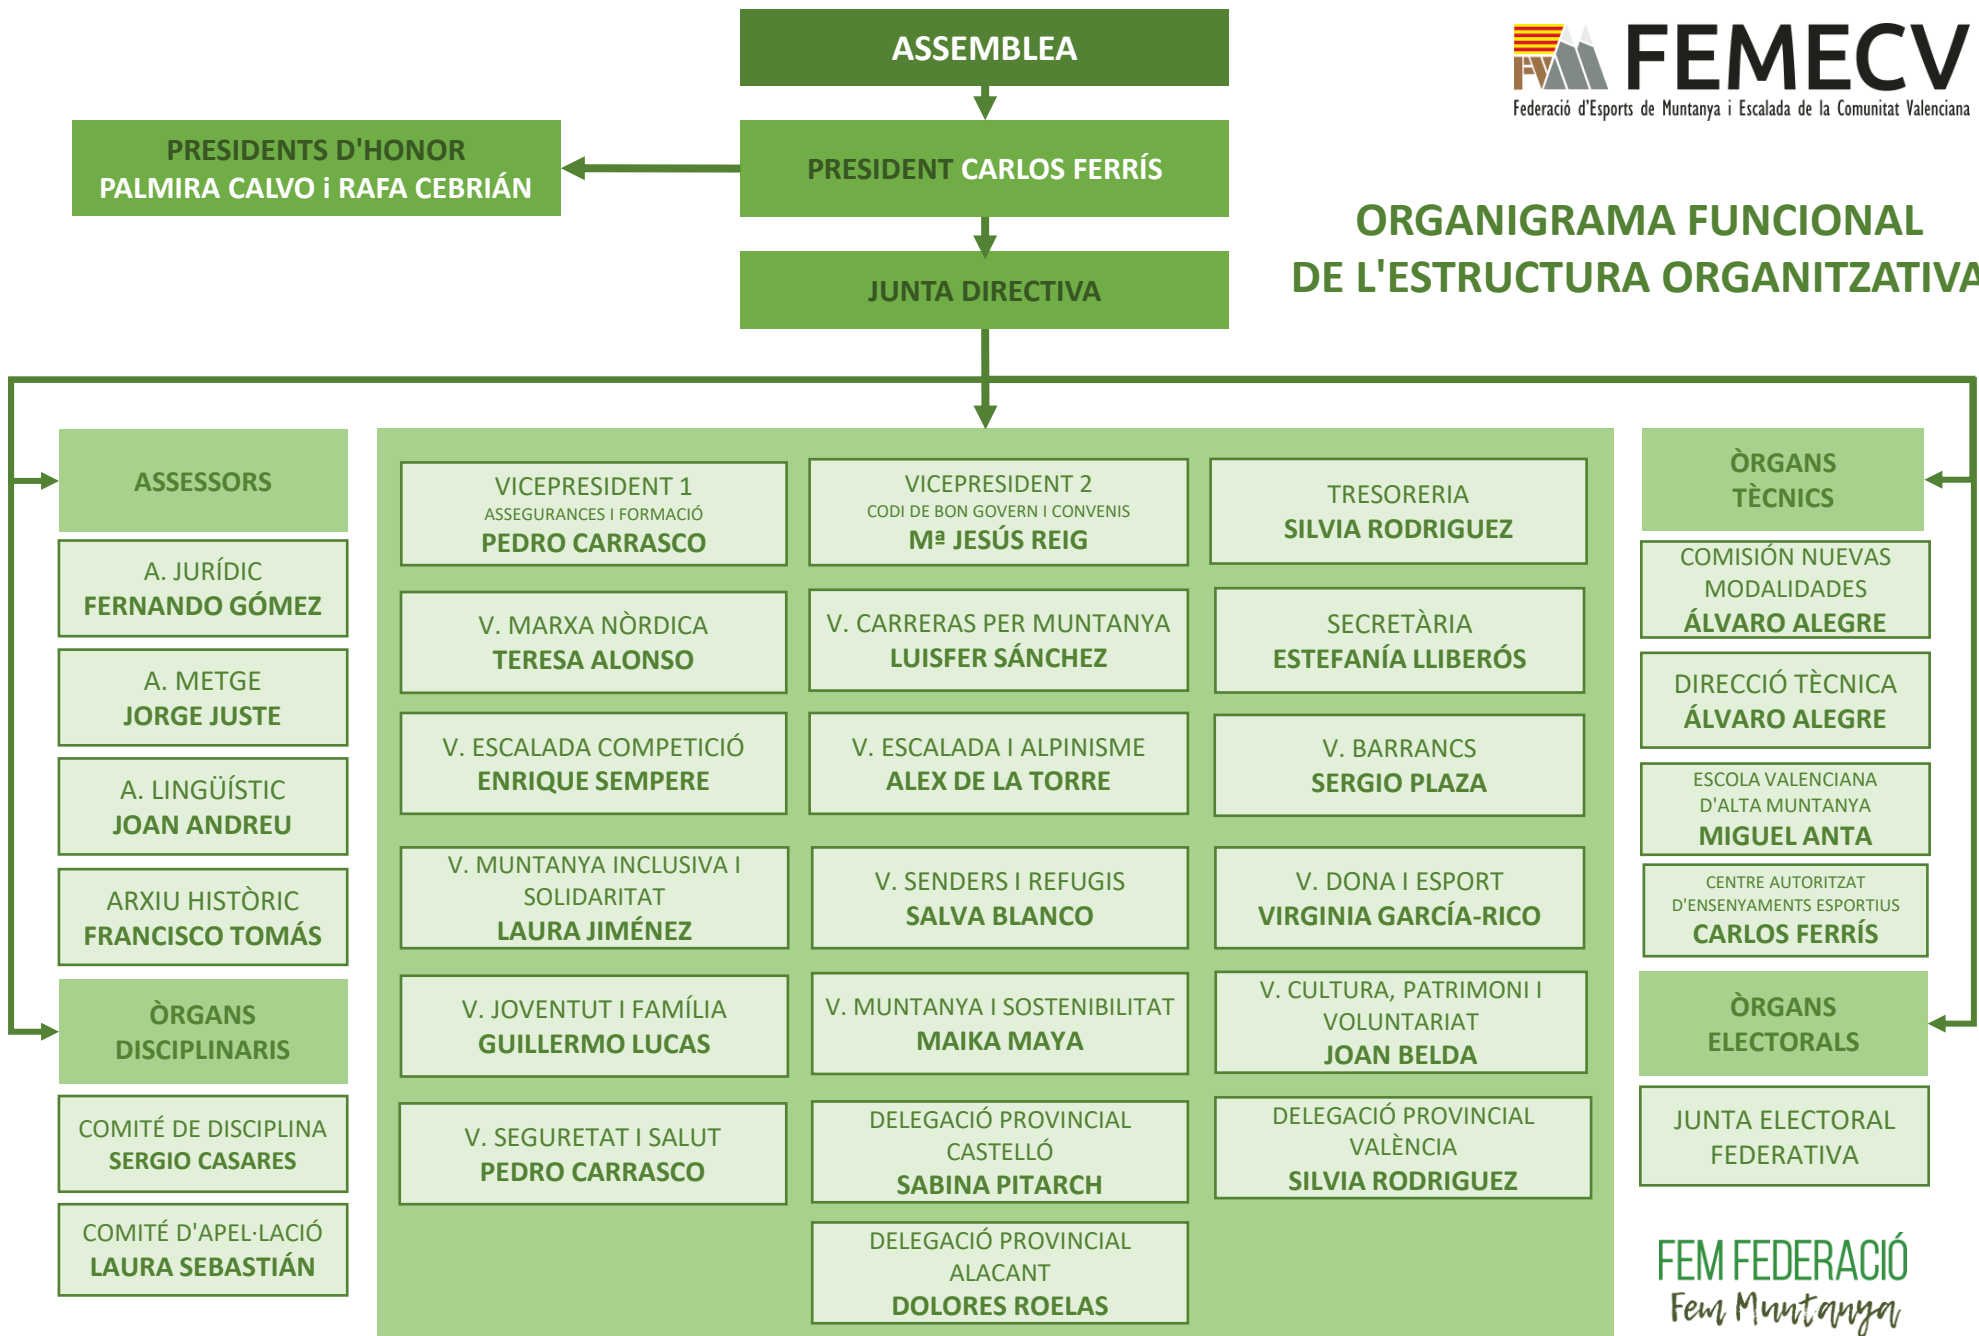 ASSEMBLEA
FEMECV
Federació d'Esports de Muntanya i Escalada de la Comunitat Valenciana
PRESIDENTS D'HONOR
PALMIRA CALVO i RAFA CEBRIÁN
PRESIDENT CARLOS FERRÍS
ORGANIGRAMA FUNCIONAL
DE L'ESTRUCTURA ORGANITZATIVA
JUNTA DIRECTIVA
ASSESSORS
A. JURÍDIC
FERNANDO GÓMEZ
A. METGE
JORGE JUSTE
A. LINGÜÍSTIC
JOAN ANDREU
ARXIU HISTÒRIC
FRANCISCO TOMÁS
ÒRGANS
DISCIPLINARIS
COMITÉ DE DISCIPLINA
SERGIO CASARES
COMITÉ D'APEL·LACIÓ
LAURA SEBASTIÁN
VICEPRESIDENT 1
ASSEGURANCES I FORMACIÓ
PEDRO CARRASCO
VICEPRESIDENT 2
CODI DE BON GOVERN I CONVENIS
Mª JESÚS REIG
TRESORERIA
SILVIA RODRIGUEZ
V. MARXA NÒRDICA
TERESA ALONSO
V. CARRERAS PER MUNTANYA
LUISFER SÁNCHEZ
SECRETÀRIA
ESTEFANÍA LLIBERÓS
V. ESCALADA COMPETICIÓ
ENRIQUE SEMPERE
V. ESCALADA I ALPINISME
ALEX DE LA TORRE
V. BARRANCS
SERGIO PLAZA
V. MUNTANYA INCLUSIVA I
SOLIDARITAT
LAURA JIMÉNEZ
V. SENDERS I REFUGIS
SALVA BLANCO
V. DONA I ESPORT
VIRGINIA GARCÍA-RICO
V. JOVENTUT I FAMÍLIA
GUILLERMO LUCAS
V. MUNTANYA I SOSTENIBILITAT
MAIKA MAYA
V. CULTURA, PATRIMONI I
VOLUNTARIAT
JOAN BELDA
V. SEGURETAT I SALUT
PEDRO CARRASCO
DELEGACIÓ PROVINCIAL
CASTELLÓ
SABINA PITARCH
DELEGACIÓ PROVINCIAL
VALÈNCIA
SILVIA RODRIGUEZ
DELEGACIÓ PROVINCIAL
ALACANT
DOLORES ROELAS
ÒRGANS
TÈCNICS
COMISIÓN NUEVAS
MODALIDADES
ÁLVARO ALEGRE
DIRECCIÓ TÈCNICA
ÁLVARO ALEGRE
ESCOLA VALENCIANA
D'ALTA MUNTANYA
MIGUEL ANTA
CENTRE AUTORITZAT
D'ENSENYAMENTS ESPORTIUS
CARLOS FERRÍS
ÒRGANS
ELECTORALS
JUNTA ELECTORAL
FEDERATIVA
FEM FEDERACIÓ
Fem Muntanya